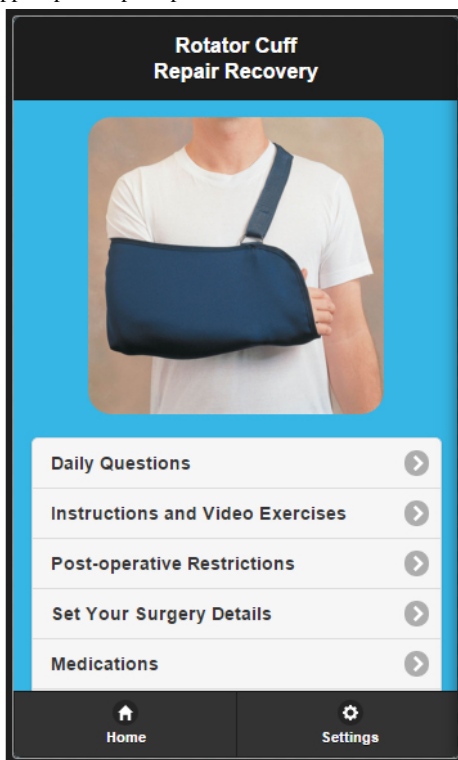 Rotator Cuff
Repair Recovery
Daily Questions
Instructions and Video Exercises
Post-operative Restrictions
Set Your Surgery Details
Medications
Home
Settings